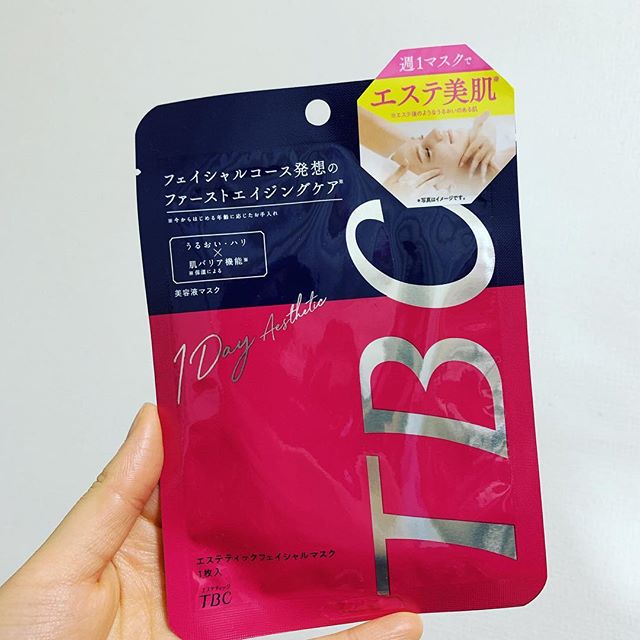 週1マスクで
エステ美肌※
※エステ後のようなうるおいのある肌
*写真はイメージです。
フェイシャルコース発想の
ファーストエイジングケア※
※今からはじめる年齢に応じたお手入れ
うるおい・ハリ
×
肌バリア機能※
※保湿による
美容液マスク
1 Day Aesthetic
TBC
エステティックフェイシャルマスク
1枚入
エステティック
TBC